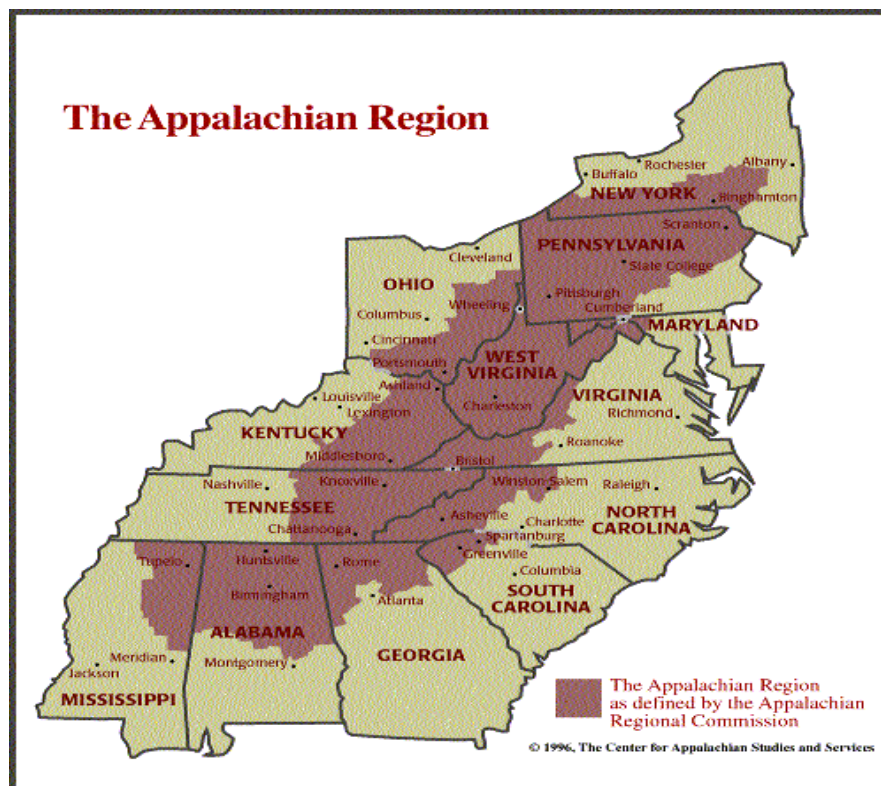 The Appalachian Region
Buffalo
Rochester
Albany
NEW YORK
Binghamton
Scranton
PENNSYLVANIA
State College
Cleveland
OHIO
Wheeling
Pittsburgh
Cumberland
Columbus
MARYLAND
Cincinnati
Portsmouth
WEST
VIRGINIA
Ashland
VIRGINIA
Louisville
Charleston
Lexington
Richmond
KENTUCKY
Roanoke
Middlesboro
Bristol
Nashville
Knoxville
Winston-Salem
Raleigh
TENNESSEE
Asheville
NORTH
CAROLINA
Chattanooga
Charlotte
Spartanburg
Tupelo
Huntsville
Rome
Greenville
Columbia
Birmingham
Atlanta
SOUTH
CAROLINA
ALABAMA
Meridian
Montgomery
GEORGIA
Jackson
MISSISSIPPI
The Appalachian Region
as defined by the Appalachian
Regional Commission
© 1996, The Center for Appalachian Studies and Services